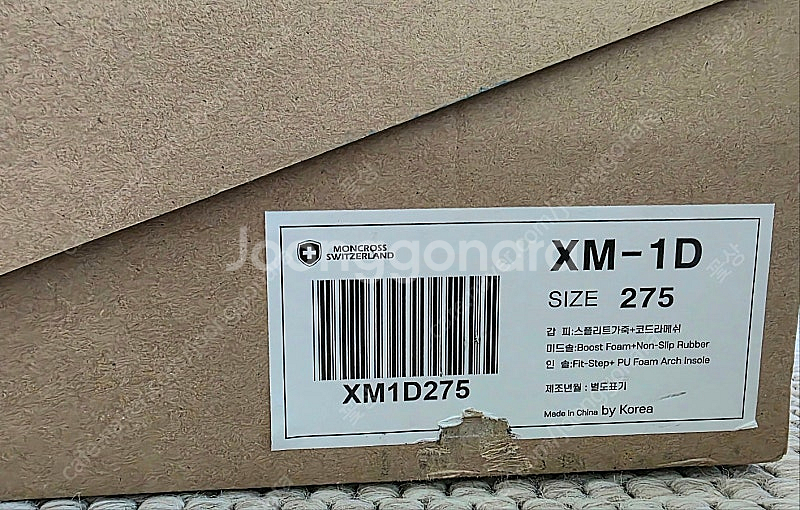 MONCROSS
SWITZERLAND
XM1D275
XM-1D
SIZE 275
갑 피:스플리트가죽+코드라메쉬
미드솔:Boost Foam+Non-Slip Rubber
인 솔:Fit-Step+ PU Foam Arch Insole
제조년월 : 별도표기
Made in China by Korea
Joonggonara